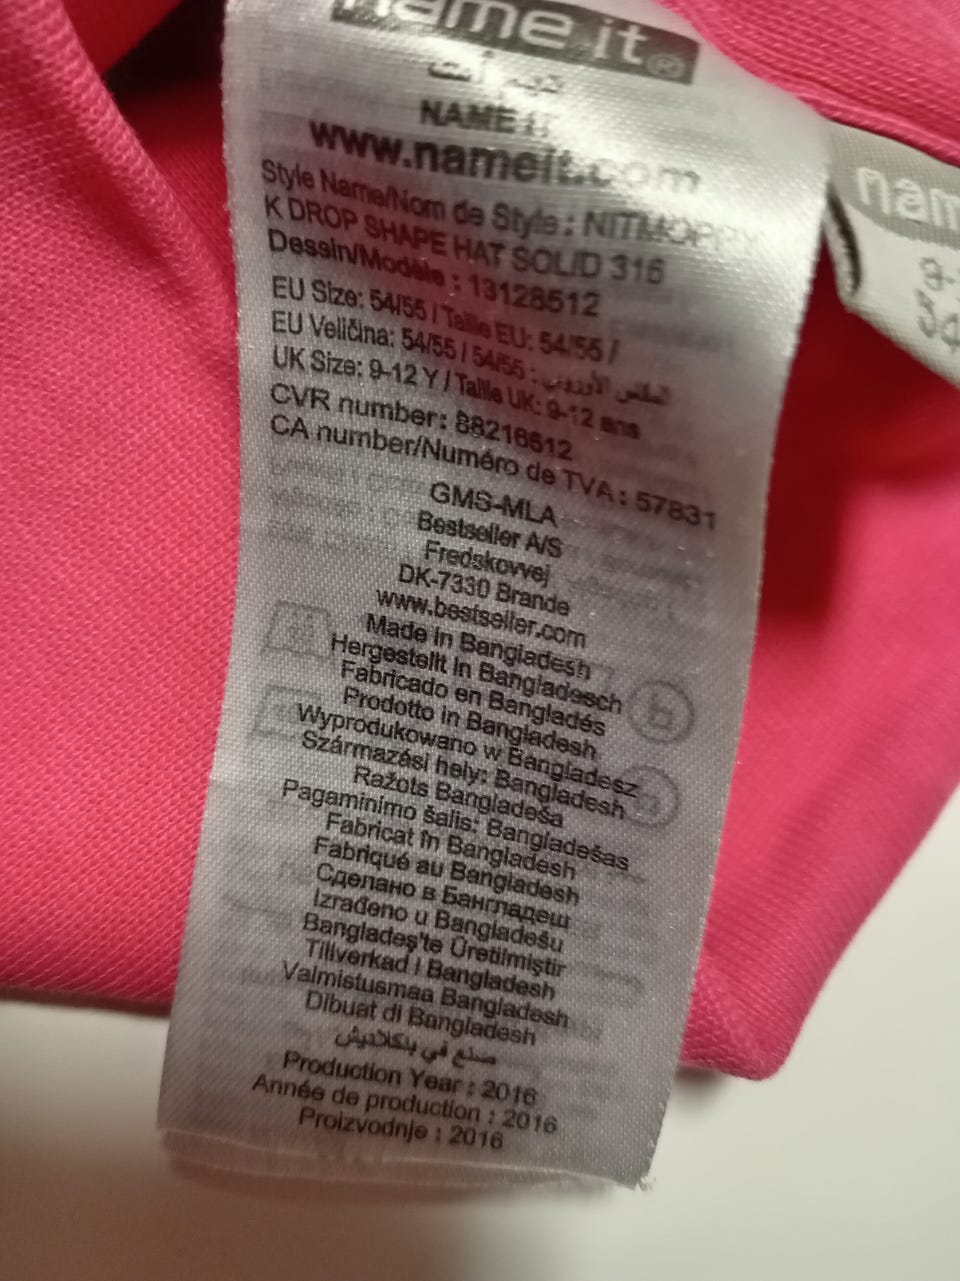 name it®
نيم إت
NAME IT
www.nameit.com
Style Name/Nom de Style : NITMOPPY
K DROP SHAPE HAT SOLID 316
Dessin/Modèle : 13128512
EU Size: 54/55 / Taille EU: 54/55 /
EU Veličina: 54/55 / 54/55 : المقاس الأوروبي
UK Size: 9-12 Y / Taille UK: 9-12 ans
CVR number: 88216512
CA number/Numéro de TVA : 57831
GMS-MLA
Bestseller A/S
Fredskovvej
DK-7330 Brande
www.bestseller.com
Made in Bangladesh
Hergestellt in Bangladesch
Fabricado en Bangladés
Prodotto in Bangladesh
Wyprodukowano w Bangladesz
Származási hely: Bangladesh
Ražots Bangladeša
Pagaminimo šalis: Bangladešas
Fabricat în Bangladesh
Fabriqué au Bangladesh
Сделано в Бангладеш
Izrađeno u Bangladešu
Bangladeş'te Üretilmiştir
Tillverkad i Bangladesh
Valmistusmaa Bangladesh
Dibuat di Bangladesh
صنع في بنكلاديش
Production Year : 2016
Année de production : 2016
Proizvodnje : 2016